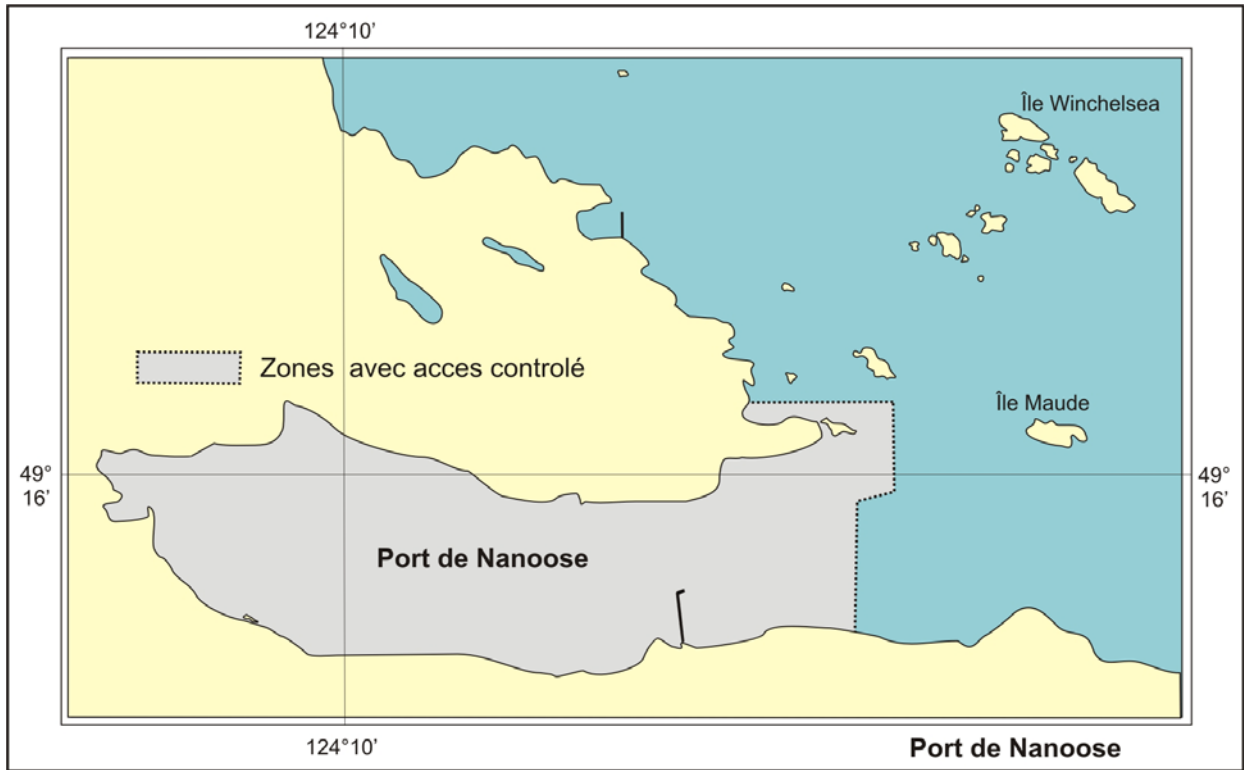 124°10’
Île Winchelsea
Zones avec acces controlé
Île Maude
49°
16’
49°
16’
Port de Nanoose
124°10’
Port de Nanoose